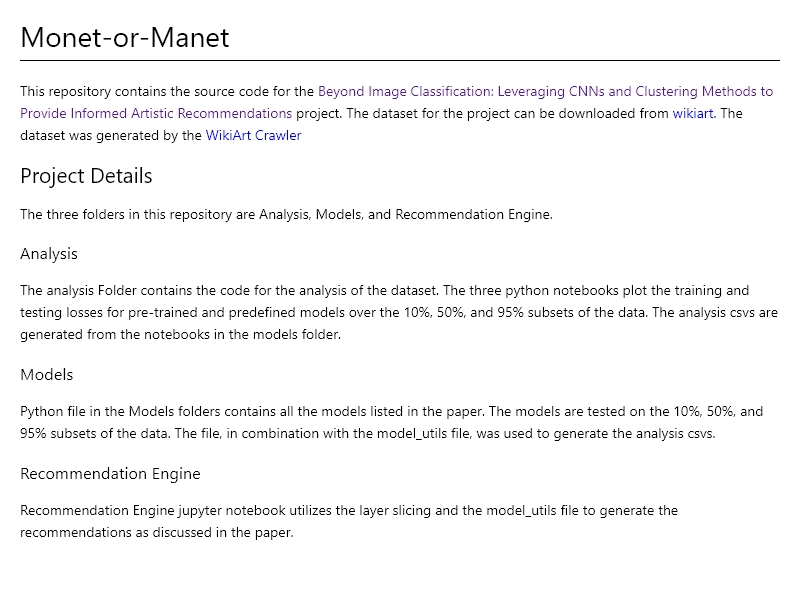 Monet-or-Manet
This repository contains the source code for the Beyond Image Classification: Leveraging CNNs and Clustering Methods to
Provide Informed Artistic Recommendations project. The dataset for the project can be downloaded from wikiart. The
dataset was generated by the WikiArt Crawler
Project Details
The three folders in this repository are Analysis, Models, and Recommendation Engine.
Analysis
The analysis Folder contains the code for the analysis of the dataset. The three python notebooks plot the training and
testing losses for pre-trained and predefined models over the 10%, 50%, and 95% subsets of the data. The analysis csvs are
generated from the notebooks in the models folder.
Models
Python file in the Models folders contains all the models listed in the paper. The models are tested on the 10%, 50%, and
95% subsets of the data. The file, in combination with the model_utils file, was used to generate the analysis csvs.
Recommendation Engine
Recommendation Engine jupyter notebook utilizes the layer slicing and the model_utils file to generate the
recommendations as discussed in the paper.